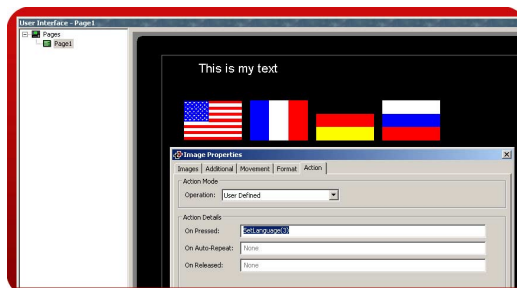 User Interface - Page1
Pages
Page1
This is my text
Image Properties
Images Additional Movement Format Action
Action Mode
Operation: User Defined
Action Details
On Pressed: SetLanguage(3)
On Auto-Repeat: None
On Released: None